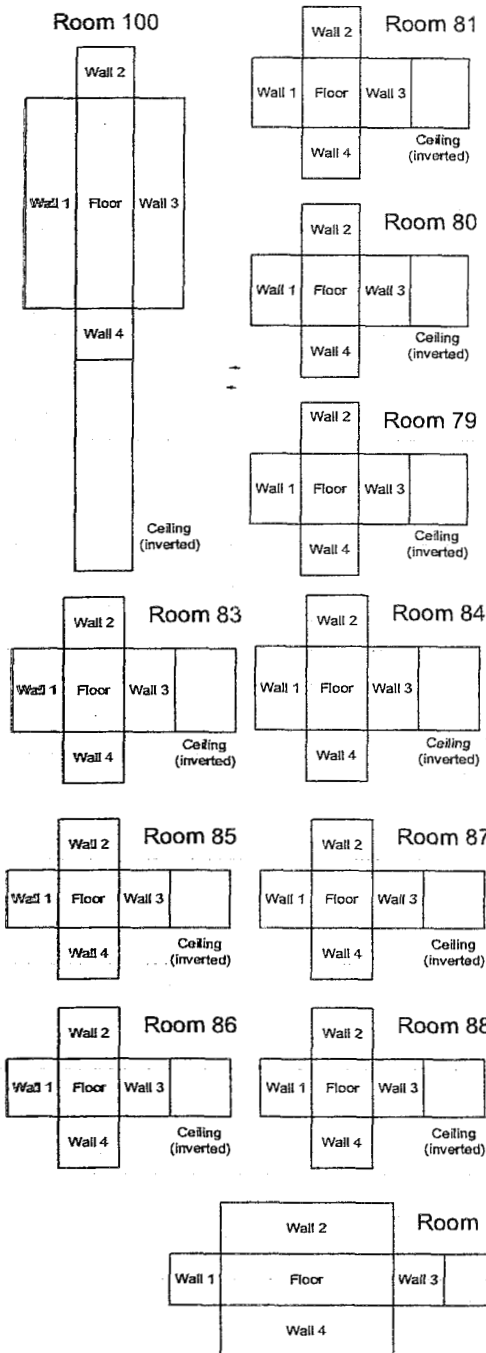 Room 100
Wall 2
Wall 1 Floor Wall 3
Wall 4
Ceiling
(inverted)
Room 81
Wall 2
Wall 1 Floor Wall 3
Ceiling
(inverted)
Wall 4
Room 80
Wall 2
Wall 1 Floor Wall 3
Ceiling
(inverted)
Wall 4
Room 79
Wall 2
Wall 1 Floor Wall 3
Ceiling
(inverted)
Wall 4
Room 83
Wall 2
Wall 1 Floor Wall 3
Ceiling
(inverted)
Wall 4
Room 84
Wall 2
Wall 1 Floor Wall 3
Ceiling
(inverted)
Wall 4
Room 85
Wall 2
Wall 1 Floor Wall 3
Ceiling
(inverted)
Wall 4
Room 87
Wall 2
Wall 1 Floor Wall 3
Ceiling
(inverted)
Wall 4
Room 86
Wall 2
Wall 1 Floor Wall 3
Ceiling
(inverted)
Wall 4
Room 88
Wall 2
Wall 1 Floor Wall 3
Ceiling
(inverted)
Wall 4
Room
Wall 2
Wall 1 Floor Wall 3
Wall 4